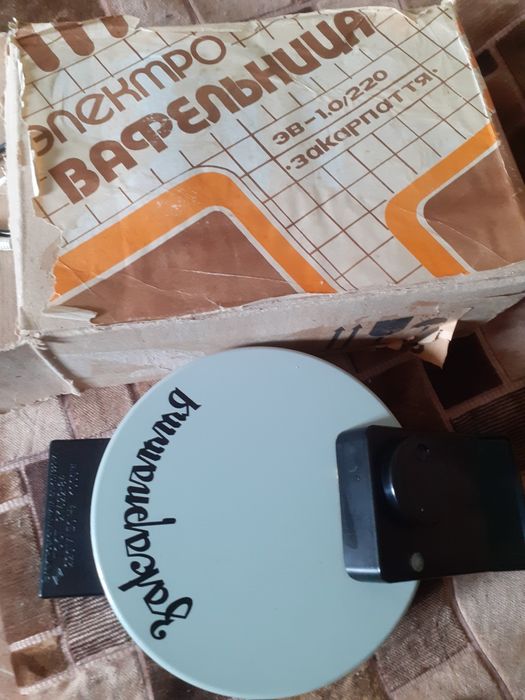 электро
ВАФЕЛЬНИЦА
ЭВ-1.0/220
·закарпаття·
Закарпаття